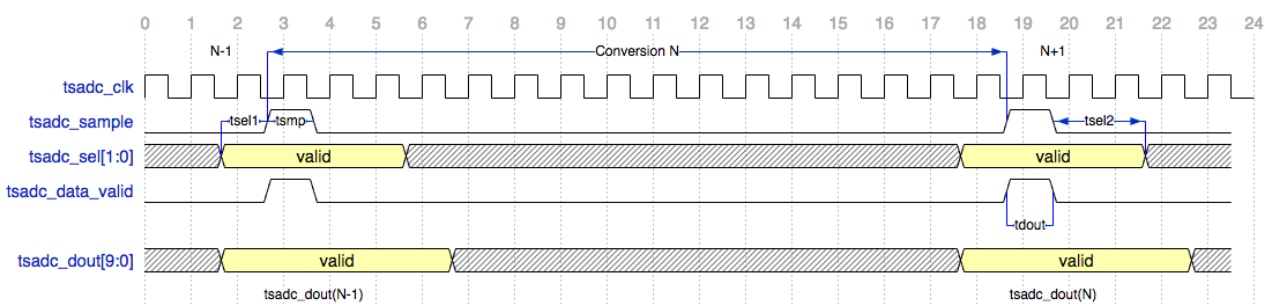 0 1 2 3 4 5 6 7 8 9 10 11 12 13 14 15 16 17 18 19 20 21 22 23 24
N-1 Conversion N N+1
tsadc_clk
tsadc_sample tsel1 tsmp tsel2
tsadc_sel[1:0] valid valid
tsadc_data_valid
tdout
tsadc_dout[9:0] valid valid
tsadc_dout(N-1) tsadc_dout(N)